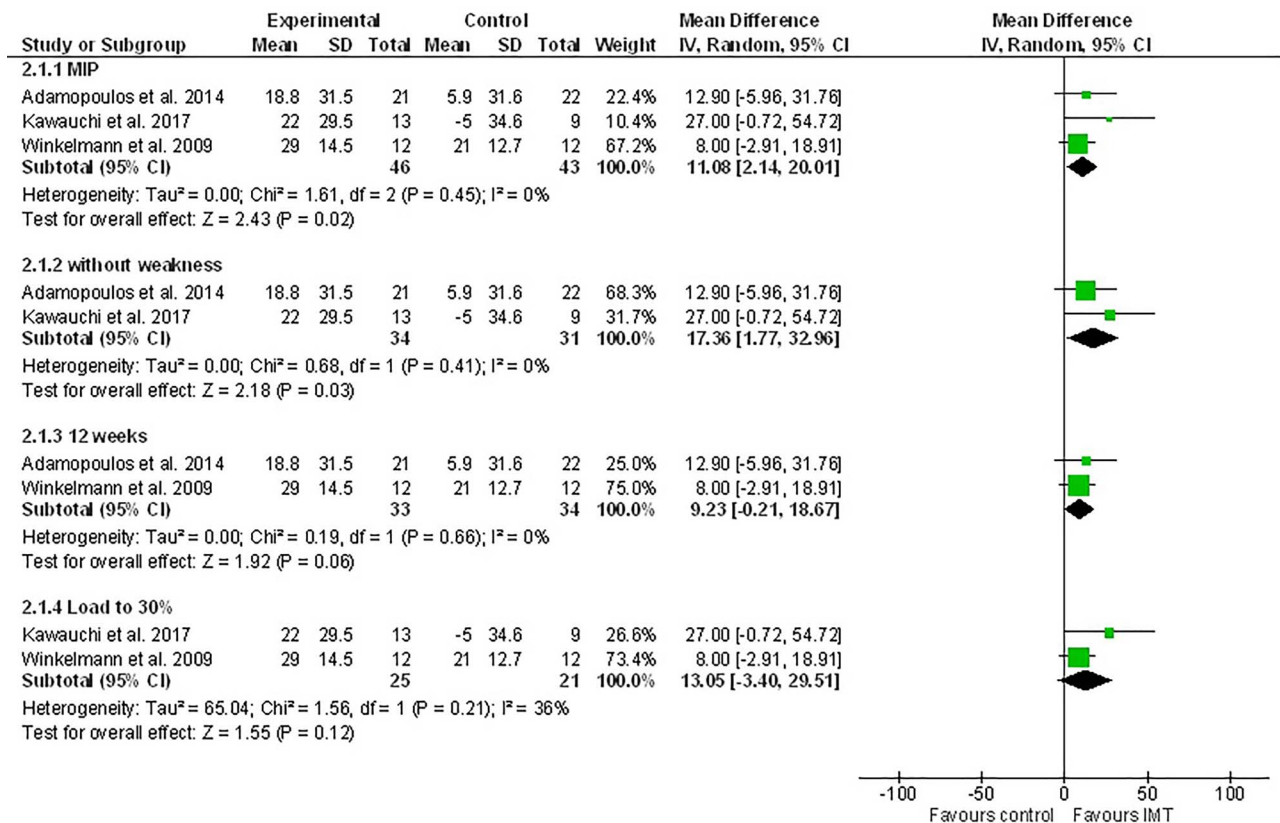 Experimental Control Mean Difference Mean Difference
Study or Subgroup Mean SD Total Mean SD Total Weight IV, Random, 95% CI IV, Random, 95% CI
2.1.1 MIP
Adamopoulos et al. 2014 18.8 31.5 21 5.9 31.6 22 22.4% 12.90 [-5.96, 31.76]
Kawauchi et al. 2017 22 29.5 13 -5 34.6 9 10.4% 27.00 [-0.72, 54.72]
Winkelmann et al. 2009 29 14.5 12 21 12.7 12 67.2% 8.00 [-2.91, 18.91]
Subtotal (95% CI) 46 43 100.0% 11.08 [2.14, 20.01]
Heterogeneity: Tau² = 0.00; Chi² = 1.61, df = 2 (P = 0.45); I² = 0%
Test for overall effect: Z = 2.43 (P = 0.02)
2.1.2 without weakness
Adamopoulos et al. 2014 18.8 31.5 21 5.9 31.6 22 68.3% 12.90 [-5.96, 31.76]
Kawauchi et al. 2017 22 29.5 13 -5 34.6 9 31.7% 27.00 [-0.72, 54.72]
Subtotal (95% CI) 34 31 100.0% 17.36 [1.77, 32.96]
Heterogeneity: Tau² = 0.00; Chi² = 0.68, df = 1 (P = 0.41); I² = 0%
Test for overall effect: Z = 2.18 (P = 0.03)
2.1.3 12 weeks
Adamopoulos et al. 2014 18.8 31.5 21 5.9 31.6 22 25.0% 12.90 [-5.96, 31.76]
Winkelmann et al. 2009 29 14.5 12 21 12.7 12 75.0% 8.00 [-2.91, 18.91]
Subtotal (95% CI) 33 34 100.0% 9.23 [-0.21, 18.67]
Heterogeneity: Tau² = 0.00; Chi² = 0.19, df = 1 (P = 0.66); I² = 0%
Test for overall effect: Z = 1.92 (P = 0.06)
2.1.4 Load to 30%
Kawauchi et al. 2017 22 29.5 13 -5 34.6 9 26.6% 27.00 [-0.72, 54.72]
Winkelmann et al. 2009 29 14.5 12 21 12.7 12 73.4% 8.00 [-2.91, 18.91]
Subtotal (95% CI) 25 21 100.0% 13.05 [-3.40, 29.51]
Heterogeneity: Tau² = 65.04; Chi² = 1.56, df = 1 (P = 0.21); I² = 36%
Test for overall effect: Z = 1.55 (P = 0.12)
-100 -50 0 50 100
Favours control Favours IMT